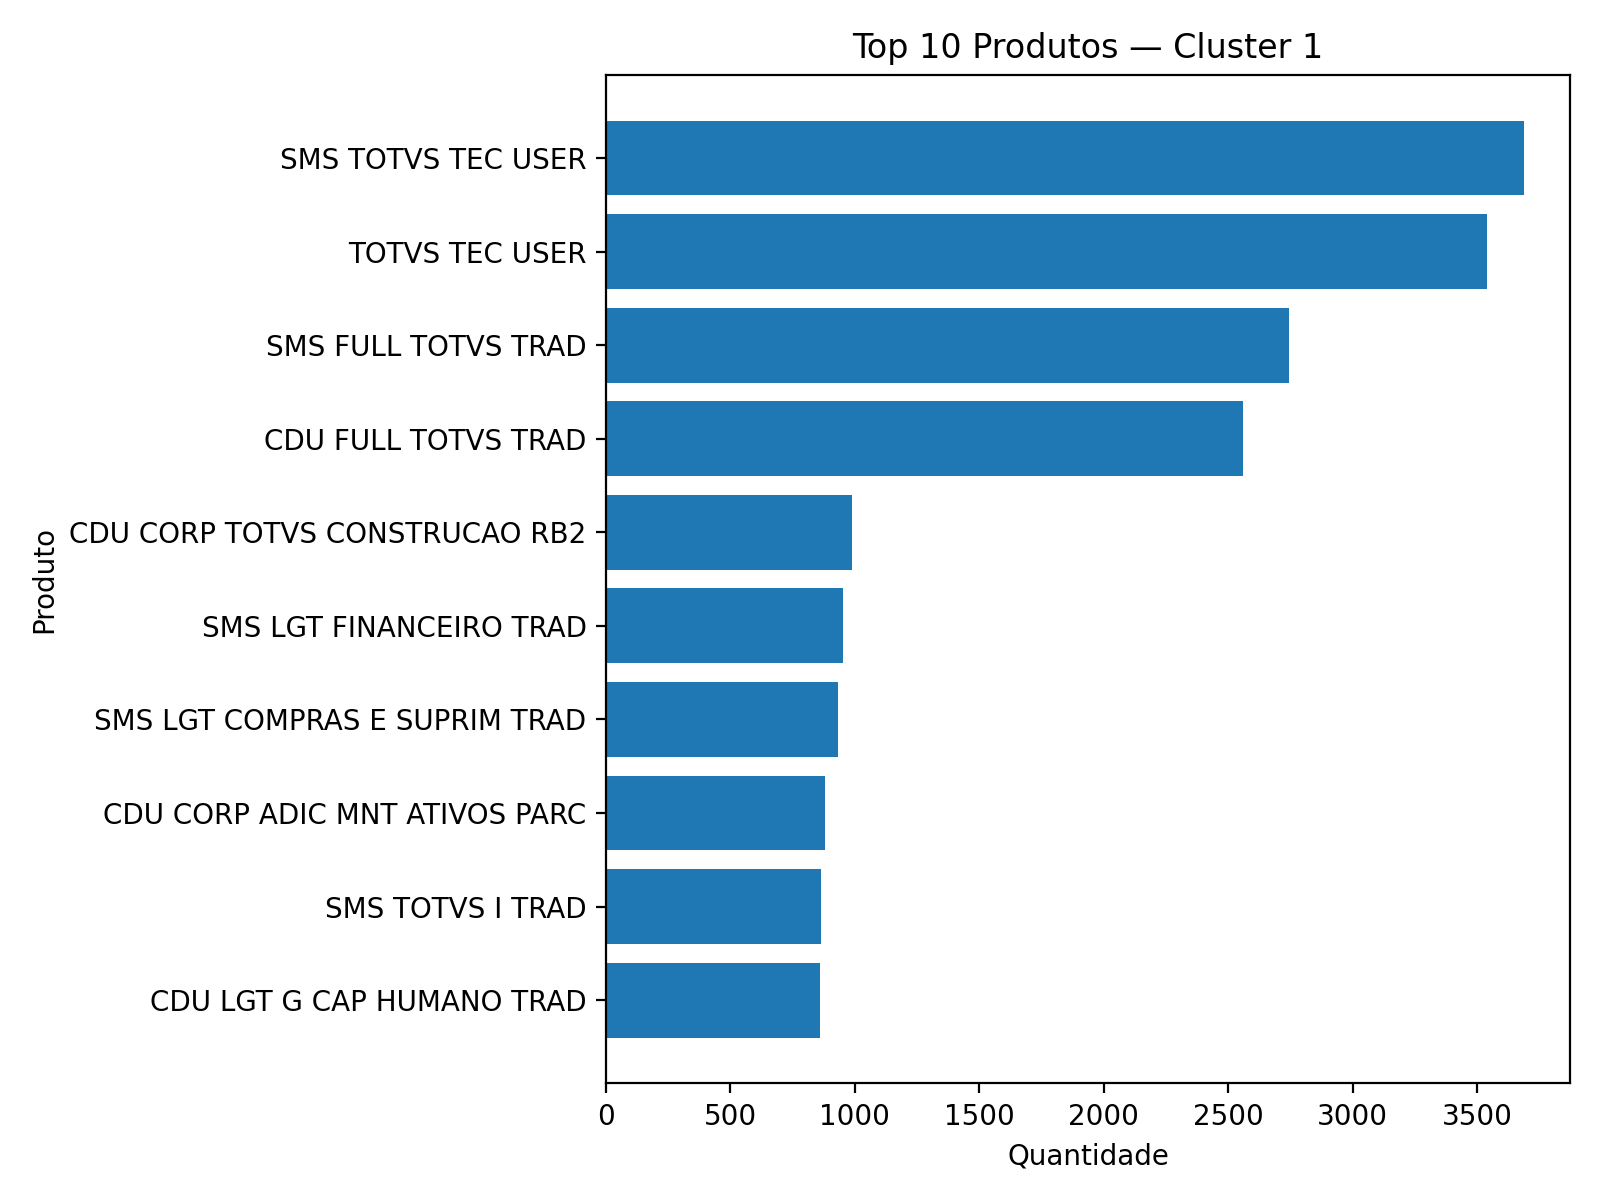 Top 10 Produtos — Cluster 1
SMS TOTVS TEC USER
TOTVS TEC USER
SMS FULL TOTVS TRAD
CDU FULL TOTVS TRAD
CDU CORP TOTVS CONSTRUCAO RB2
SMS LGT FINANCEIRO TRAD
SMS LGT COMPRAS E SUPRIM TRAD
CDU CORP ADIC MNT ATIVOS PARC
SMS TOTVS I TRAD
CDU LGT G CAP HUMANO TRAD
Produto
0 500 1000 1500 2000 2500 3000 3500
Quantidade